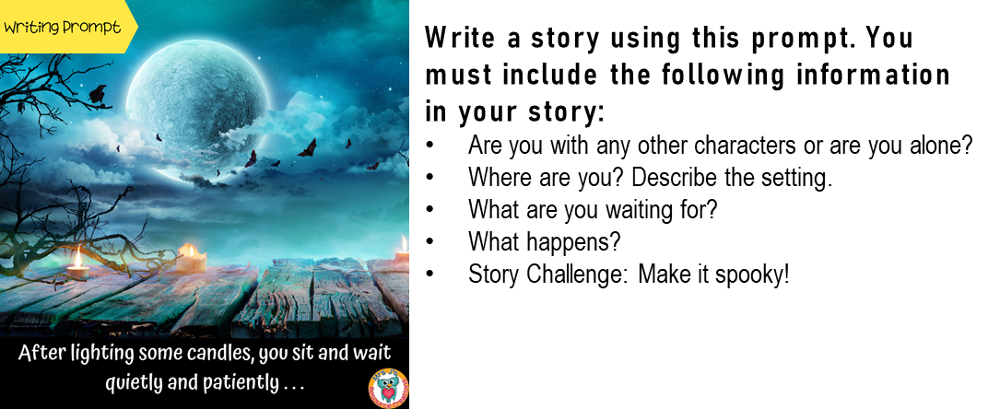 Writing Prompt
After lighting some candles, you sit and wait
quietly and patiently . . .
Write a story using this prompt. You
must include the following information
in your story:
• Are you with any other characters or are you alone?
• Where are you? Describe the setting.
• What are you waiting for?
• What happens?
• Story Challenge: Make it spooky!